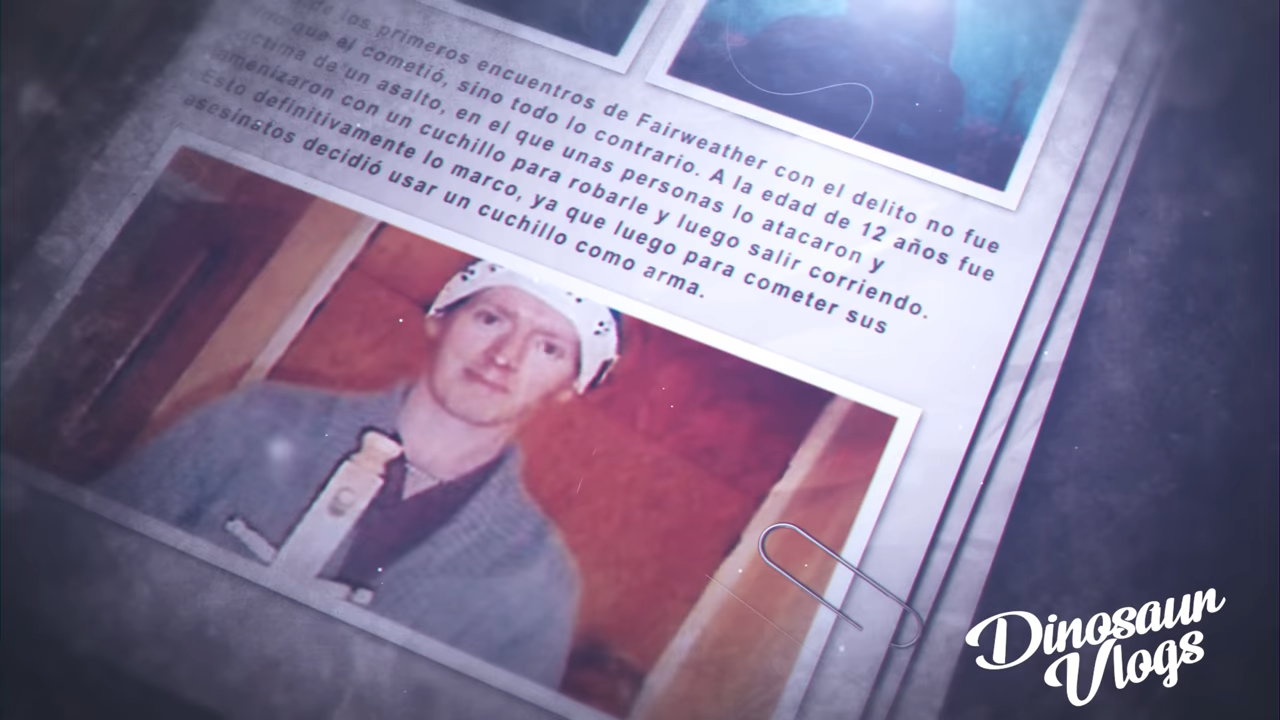 de los primeros encuentros de Fairweather con el delito no fue
que él cometió, sino todo lo contrario. A la edad de 12 años fue
víctima de un asalto, en el que unas personas lo atacaron y
amenizaron con un cuchillo para robarle y luego salir corriendo.
Esto definitivamente lo marco, ya que luego para cometer sus
asesinatos decidió usar un cuchillo como arma.
Dinosaur
Vlogs